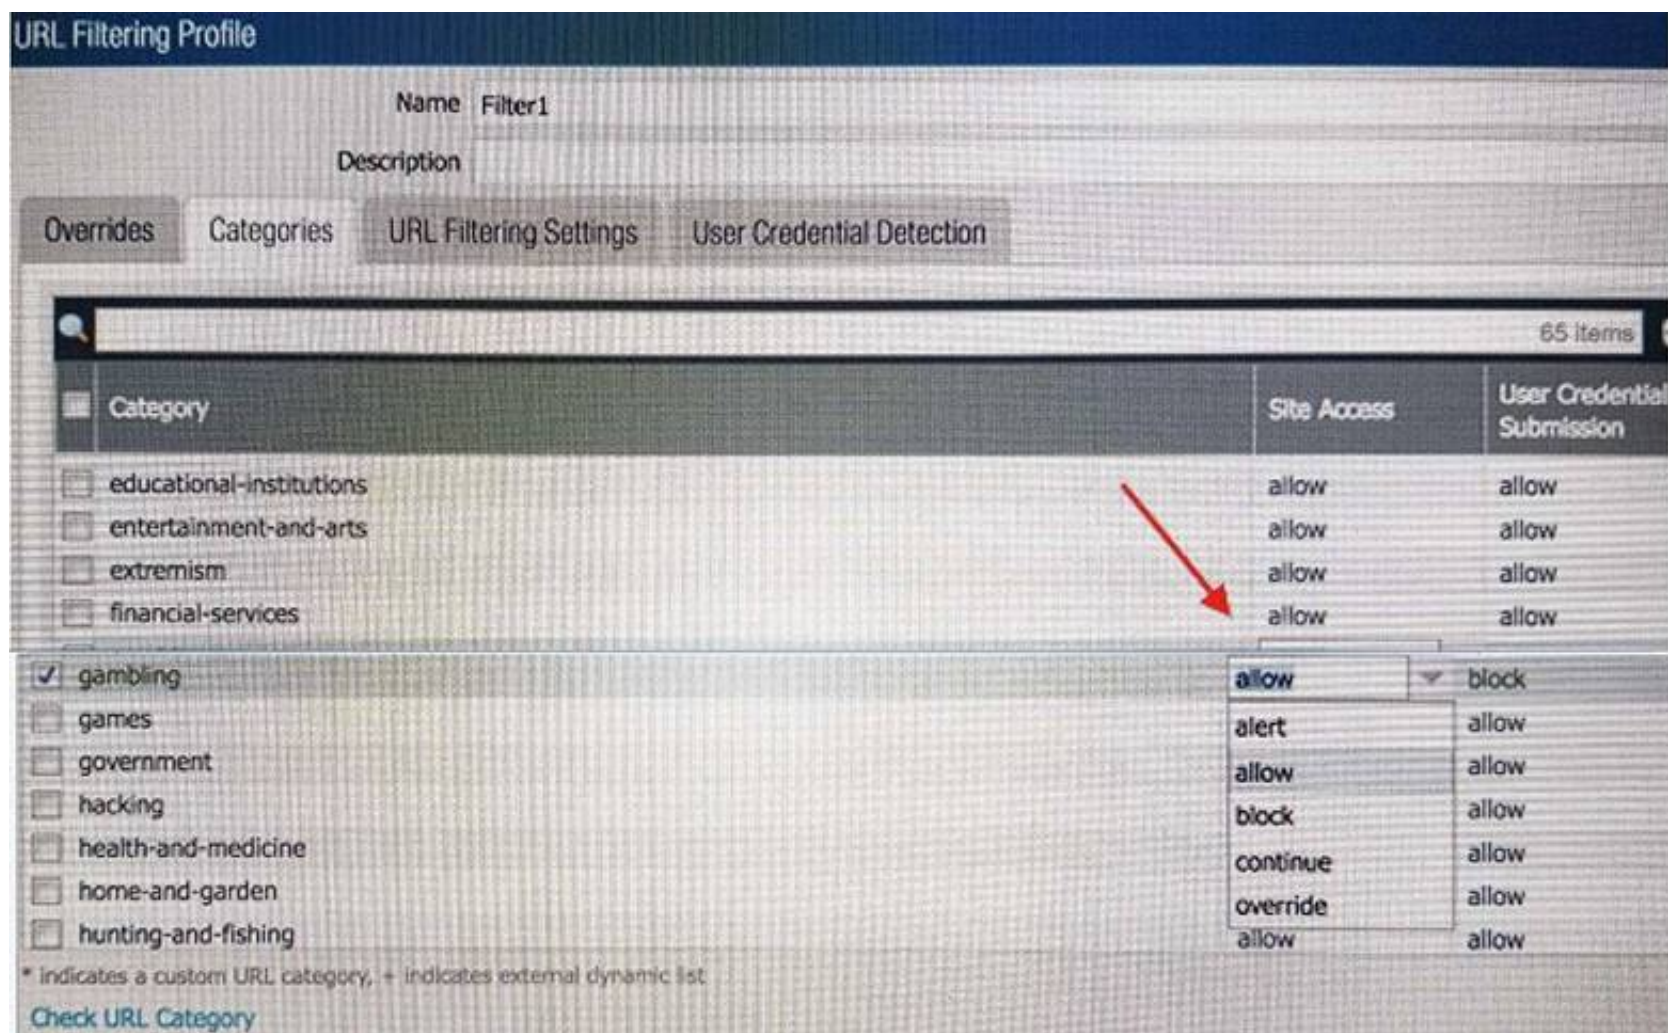 URL Filtering Profile
Name Filter1
Description
Overrides Categories URL Filtering Settings User Credential Detection
65 items
Category Site Access User Credential Submission
educational-institutions allow allow
entertainment-and-arts allow allow
extremism allow allow
financial-services allow allow
gambling allow block
games alert allow
government allow allow
hacking block allow
health-and-medicine continue allow
home-and-garden override allow
hunting-and-fishing allow allow
* indicates a custom URL category, + indicates external dynamic list
Check URL Category